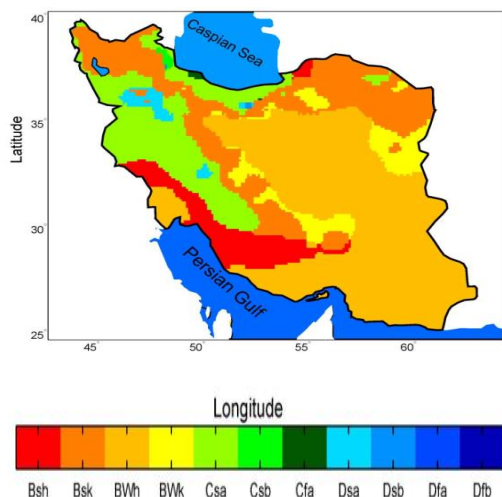 40
Caspian Sea
35
Latitude
30
Persian Gulf
25
45 50 55 60
Longitude
Bsh Bsk BWh BWk Csa Csb Cfa Dsa Dsb Dfa Dfb